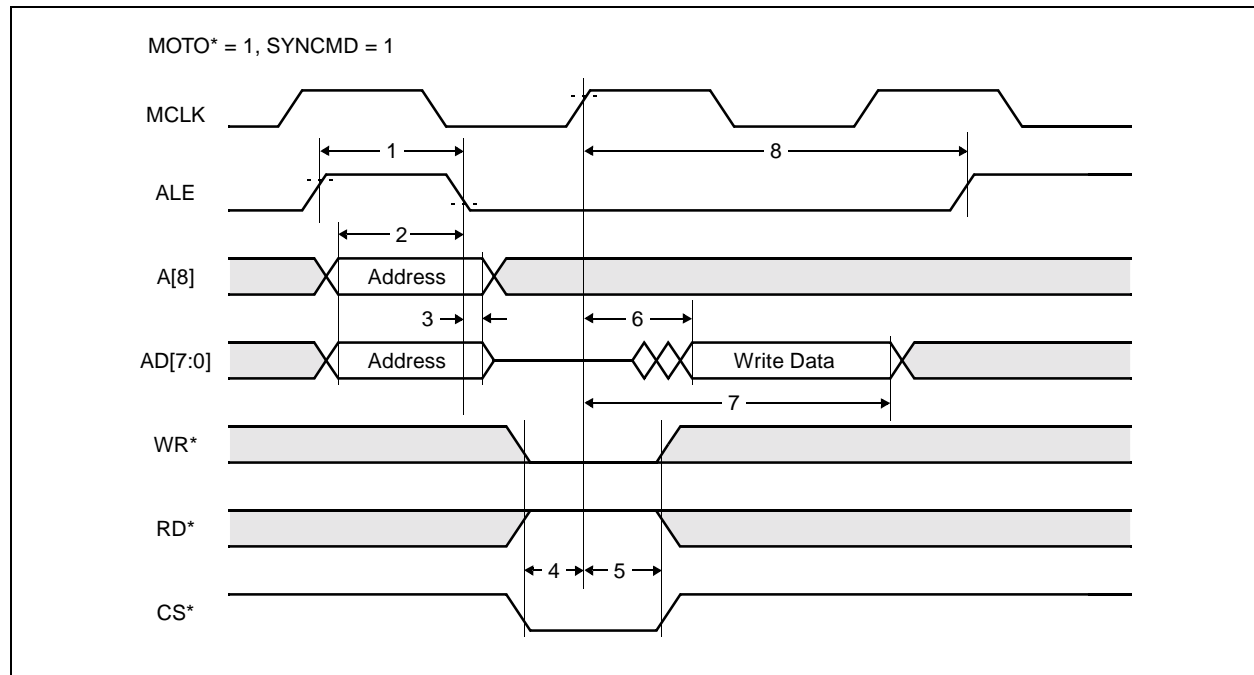 MOTO* = 1, SYNCMD = 1
MCLK
1
8
ALE
2
A[8]
Address
3
6
AD[7:0]
Address
Write Data
7
WR*
RD*
4
5
CS*